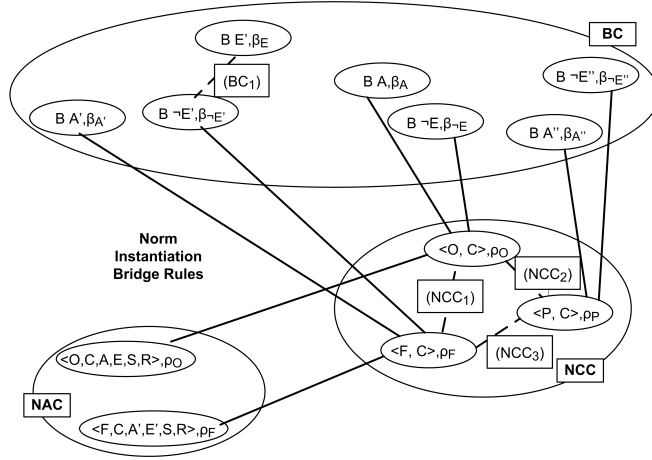 BC
B E',βE
(BC1)
B ¬E'',β¬E''
B A,βA
B A',βA'
B ¬E',β¬E'
B ¬E,β¬E
B A'',βA''
Norm
Instantiation
Bridge Rules
<O, C>,ρO
(NCC2)
(NCC1)
<P, C>,ρP
<F, C>,ρF
(NCC3)
<O,C,A,E,S,R>,ρO
NCC
NAC
<F,C,A',E',S,R>,ρF